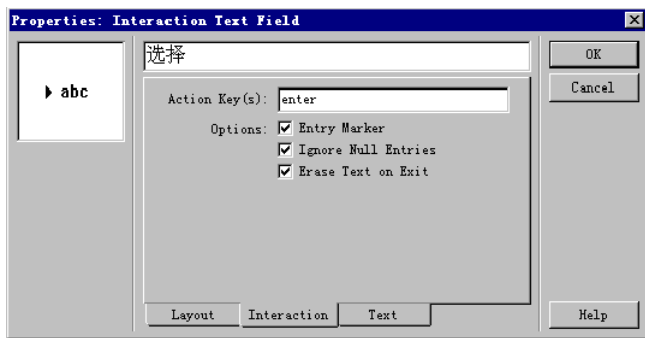 Properties: Interaction Text Field
选择
OK
abc
Cancel
Action Key(s): enter
Options: Entry Marker
Ignore Null Entries
Erase Text on Exit
Layout Interaction Text
Help